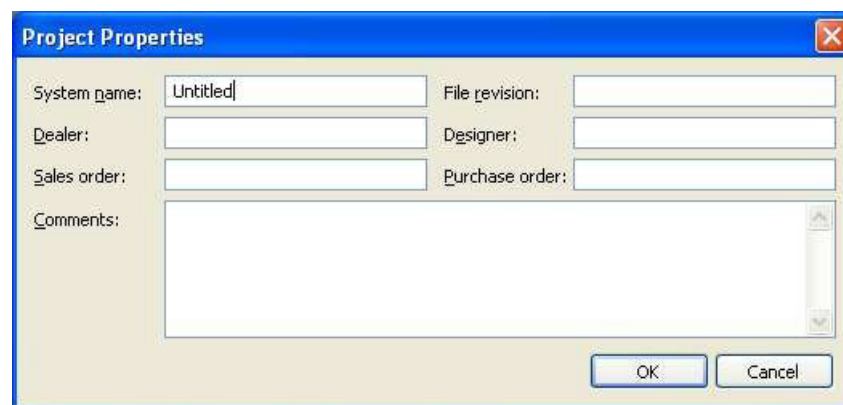 Project Properties
System name: Untitled File revision:
Dealer: Designer:
Sales order: Purchase order:
Comments:
OK Cancel